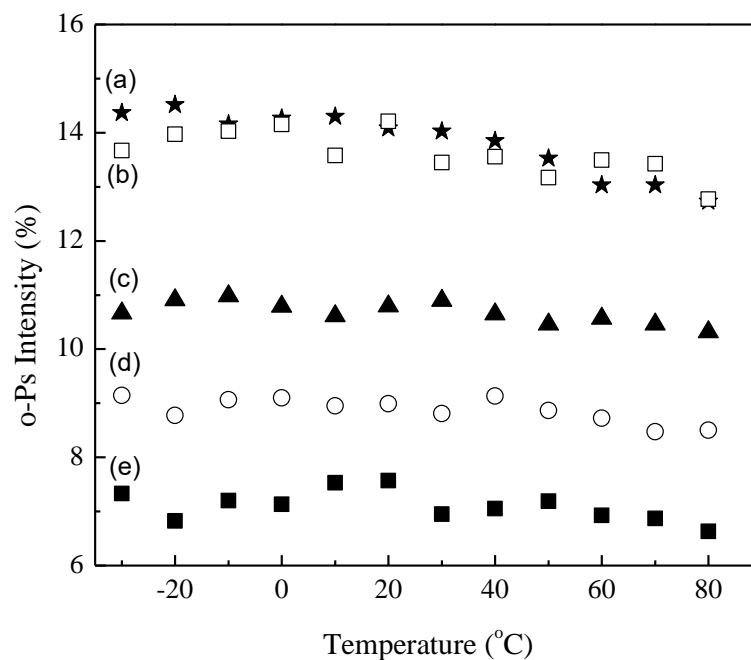 16
14
12
10
8
6
o-Ps Intensity (%)
(a)
(b)
(c)
(d)
(e)
-20 0 20 40 60 80
Temperature (°C)